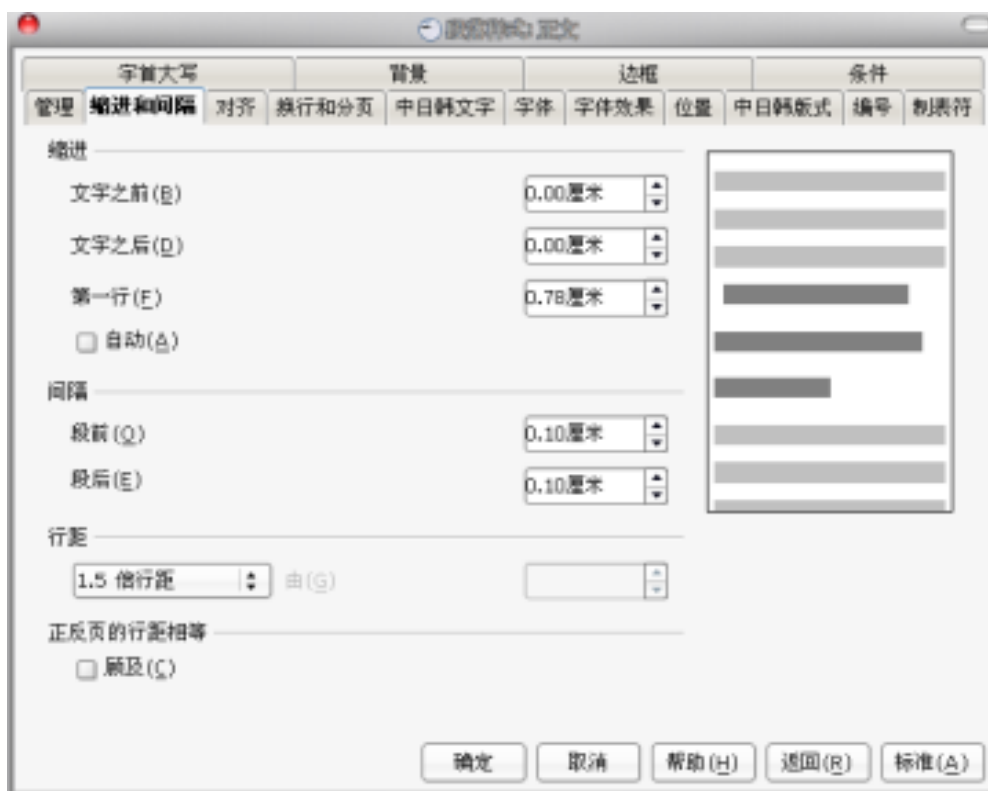 段落样式: 正文
字首大写 背景 边框 条件
管理 缩进和间隔 对齐 换行和分页 中日韩文字 字体 字体效果 位置 中日韩版式 编号 制表符
缩进
文字之前(B) 0.00厘米
文字之后(D) 0.00厘米
第一行(F) 0.78厘米
自动(A)
间隔
段前(O) 0.10厘米
段后(E) 0.10厘米
行距
1.5 倍行距 由(G)
正反页的行距相等
顾及(C)
确定 取消 帮助(H) 返回(R) 标准(A)